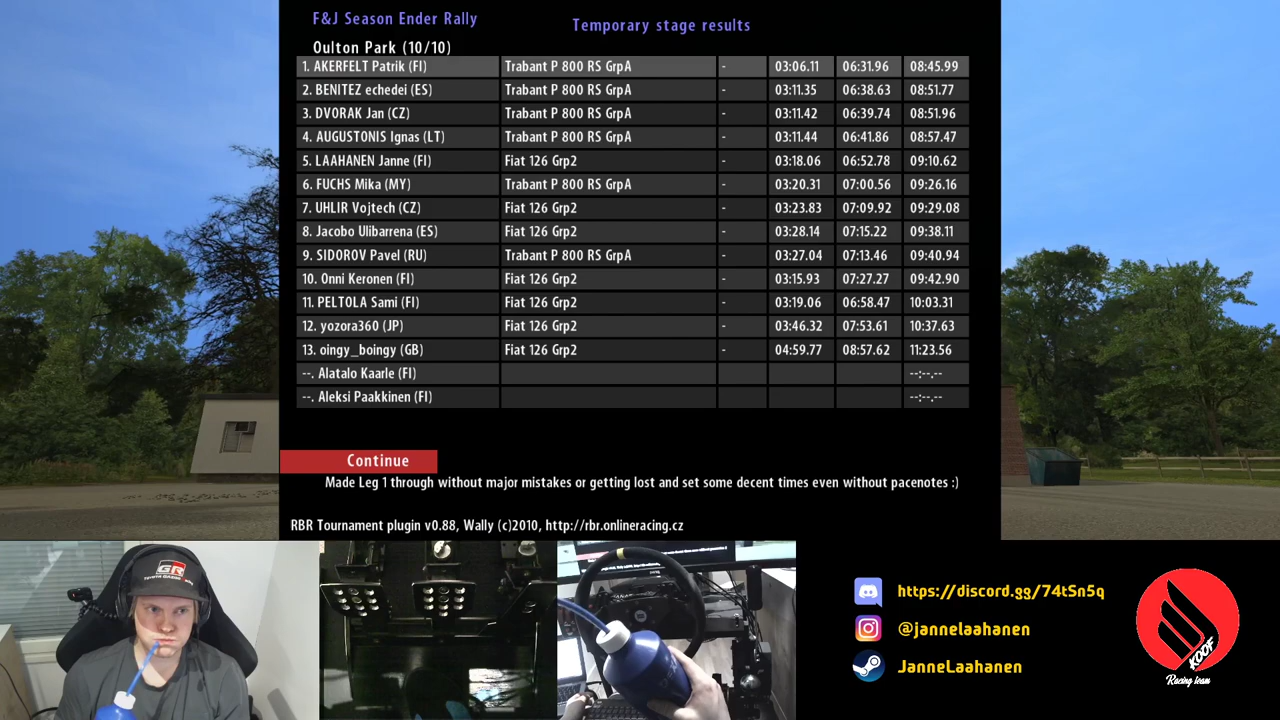 F&J Season Ender Rally
Temporary stage results
Oulton Park (10/10)
1. AKERFELT Patrik (FI) Trabant P 800 RS GrpA - 03:06.11 06:31.96 08:45.99
2. BENITEZ echedei (ES) Trabant P 800 RS GrpA - 03:11.35 06:38.63 08:51.77
3. DVORAK Jan (CZ) Trabant P 800 RS GrpA - 03:11.42 06:39.74 08:51.96
4. AUGUSTONIS Ignas (LT) Trabant P 800 RS GrpA - 03:11.44 06:41.86 08:57.47
5. LAAHANEN Janne (FI) Fiat 126 Grp2 - 03:18.06 06:52.78 09:10.62
6. FUCHS Mika (MY) Trabant P 800 RS GrpA - 03:20.31 07:00.56 09:26.16
7. UHLIR Vojtech (CZ) Fiat 126 Grp2 - 03:23.83 07:09.92 09:29.08
8. Jacobo Ulibarrena (ES) Fiat 126 Grp2 - 03:28.14 07:15.22 09:38.11
9. SIDOROV Pavel (RU) Trabant P 800 RS GrpA - 03:27.04 07:13.46 09:40.94
10. Onni Keronen (FI) Fiat 126 Grp2 - 03:15.93 07:27.27 09:42.90
11. PELTOLA Sami (FI) Fiat 126 Grp2 - 03:19.06 06:58.47 10:03.31
12. yozora360 (JP) Fiat 126 Grp2 - 03:46.32 07:53.61 10:37.63
13. oingy_boingy (GB) Fiat 126 Grp2 - 04:59.77 08:57.62 11:23.56
--. Alatalo Kaarle (FI) --:--.--
--. Aleksi Paakkinen (FI) --:--.--
Continue
Made Leg 1 through without major mistakes or getting lost and set some decent times even without pacenotes :)
RBR Tournament plugin v0.88, Wally (c)2010, http://rbr.onlineracing.cz
GR
https://discord.gg/74tSn5q
@jannelaahanen
JanneLaahanen
KOOF
Racing team